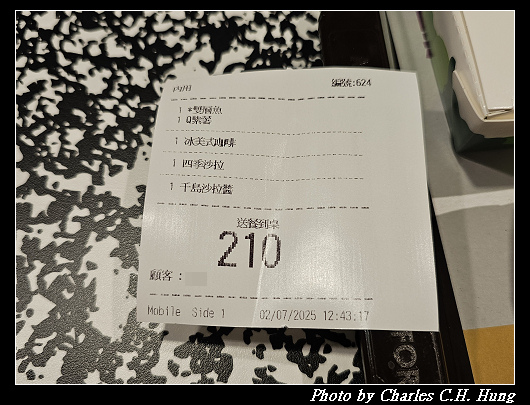 內用 編號:624
1 *雙層魚
1 Q紫薯
1 冰美式咖啡
1 四季沙拉
1 千島沙拉醬
送餐到桌
210
顧客：
Mobile Side 1 02/07/2025 12:43:17
TOR
Photo by Charles C.H. Hung